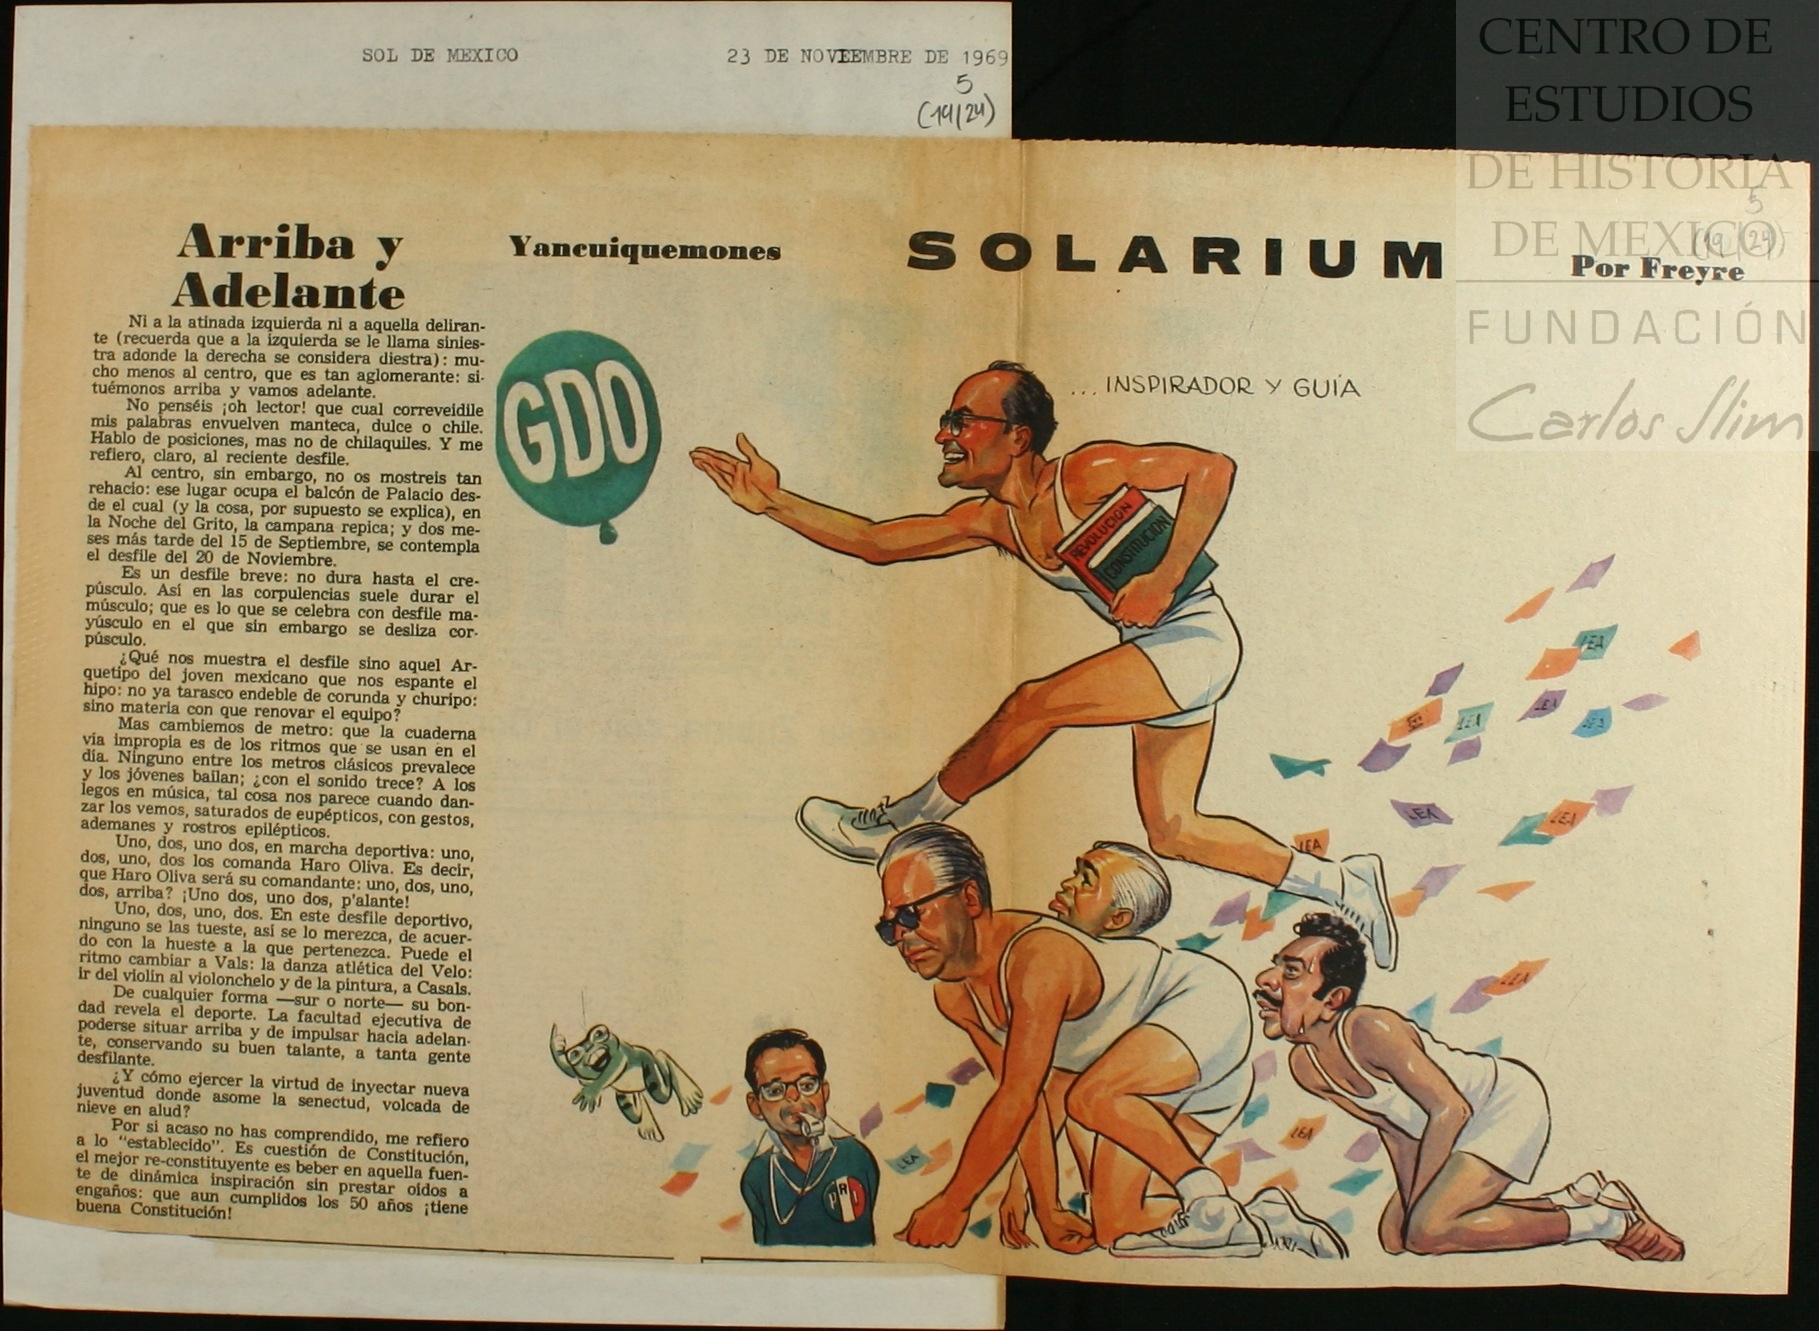 SOL DE MEXICO
23 DE NOVIEMBRE DE 1969
5
(19/24)
CENTRO DE
ESTUDIOS
DE HISTORIA
DE MEXICO
FUNDACIÓN
Carlos Slim
5
(19/24)
Arriba y
Adelante
Yancuiquemones
SOLARIUM
Por Freyre
Ni a la atinada izquierda ni a aquella deliran-
te (recuerda que a la izquierda se le llama sinies-
tra adonde la derecha se considera diestra): mu-
cho menos al centro, que es tan aglomerante: si-
tuémonos arriba y vamos adelante.
No penséis ¡oh lector! que cual correveidile
mis palabras envuelven manteca, dulce o chile.
Hablo de posiciones, mas no de chilaquiles. Y me
refiero, claro, al reciente desfile.
Al centro, sin embargo, no os mostreis tan
rehacio: ese lugar ocupa el balcón de Palacio des-
de el cual (y la cosa, por supuesto se explica), en
la Noche del Grito, la campana repica; y dos me-
ses más tarde del 15 de Septiembre, se contempla
el desfile del 20 de Noviembre.
Es un desfile breve: no dura hasta el cre-
púsculo. Así en las corpulencias suele durar el
músculo; que es lo que se celebra con desfile ma-
yúsculo en el que sin embargo se desliza cor-
púsculo.
¿Qué nos muestra el desfile sino aquel Ar-
quetipo del joven mexicano que nos espante el
hipo: no ya tarasco endeble de corunda y churipo:
sino materia con que renovar el equipo?
Mas cambiemos de metro: que la cuaderna
vía impropia es de los ritmos que se usan en el
día. Ninguno entre los metros clásicos prevalece
y los jóvenes bailan; ¿con el sonido trece? A los
legos en música, tal cosa nos parece cuando dan-
zar los vemos, saturados de eupépticos, con gestos,
ademanes y rostros epilépticos.
Uno, dos, uno dos, en marcha deportiva: uno,
dos, uno, dos los comanda Haro Oliva. Es decir,
que Haro Oliva será su comandante: uno, dos, uno,
dos, arriba? ¡Uno dos, uno dos, p'alante!
Uno, dos, uno, dos. En este desfile deportivo,
ninguno se las tueste, así se lo merezca, de acuer-
do con la hueste a la que pertenezca. Puede el
ritmo cambiar a Vals: la danza atlética del Velo:
ir del violín al violonchelo y de la pintura, a Casals.
De cualquier forma —sur o norte— su bon-
dad revela el deporte. La facultad ejecutiva de
poderse situar arriba y de impulsar hacia adelan-
te, conservando su buen talante, a tanta gente
desfilante.
¿Y cómo ejercer la virtud de inyectar nueva
juventud donde asome la senectud, volcada de
nieve en alud?
Por si acaso no has comprendido, me refiero
a lo "establecido". Es cuestión de Constitución,
el mejor re-constituyente es beber en aquella fuen-
te de dinámica inspiración sin prestar oídos a
engaños: que aun cumplidos los 50 años ¡tiene
buena Constitución!
GDO
...INSPIRADOR Y GUÍA
REVOLUCION
CONSTITUCION
LEA
LEA
LEA
LEA
LEA
LEA
LEA
LEA
LEA
LEA
PRI